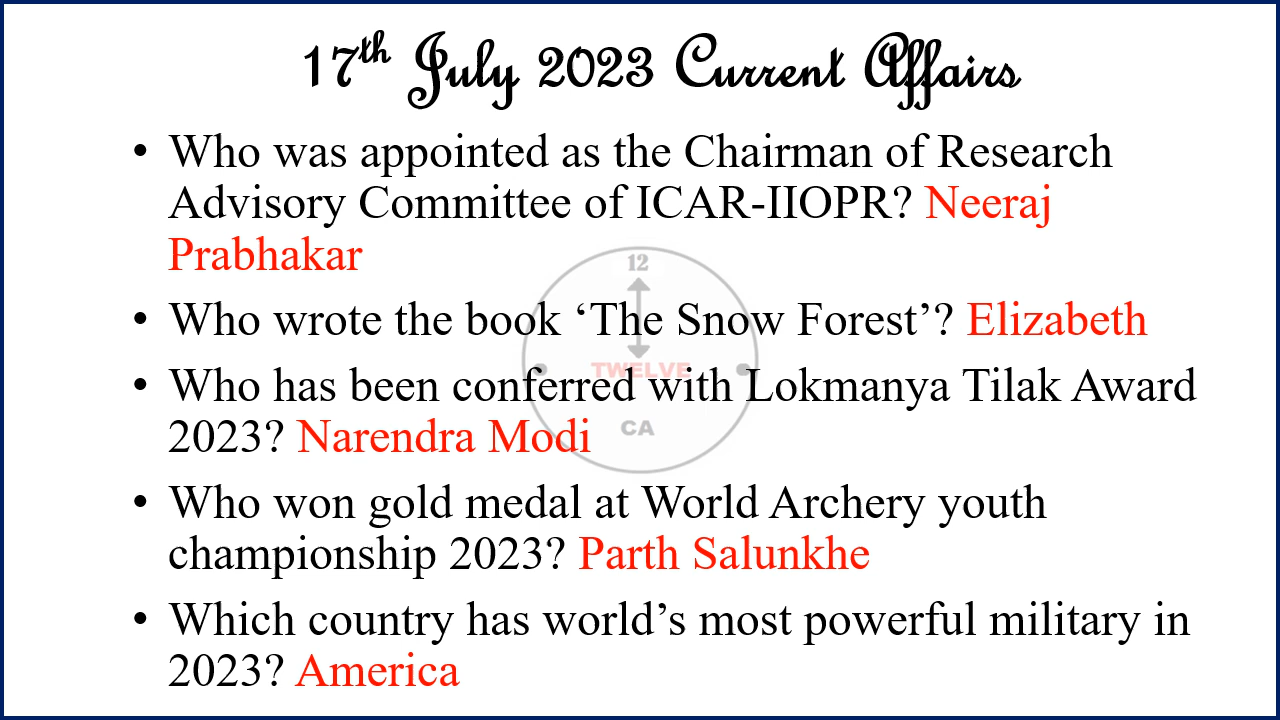 17th July 2023 Current Affairs
• Who was appointed as the Chairman of Research
Advisory Committee of ICAR-IIOPR? Neeraj
Prabhakar
• Who wrote the book ‘The Snow Forest’? Elizabeth
• Who has been conferred with Lokmanya Tilak Award
2023? Narendra Modi
• Who won gold medal at World Archery youth
championship 2023? Parth Salunkhe
• Which country has world’s most powerful military in
2023? America
12
TWELVE
CA